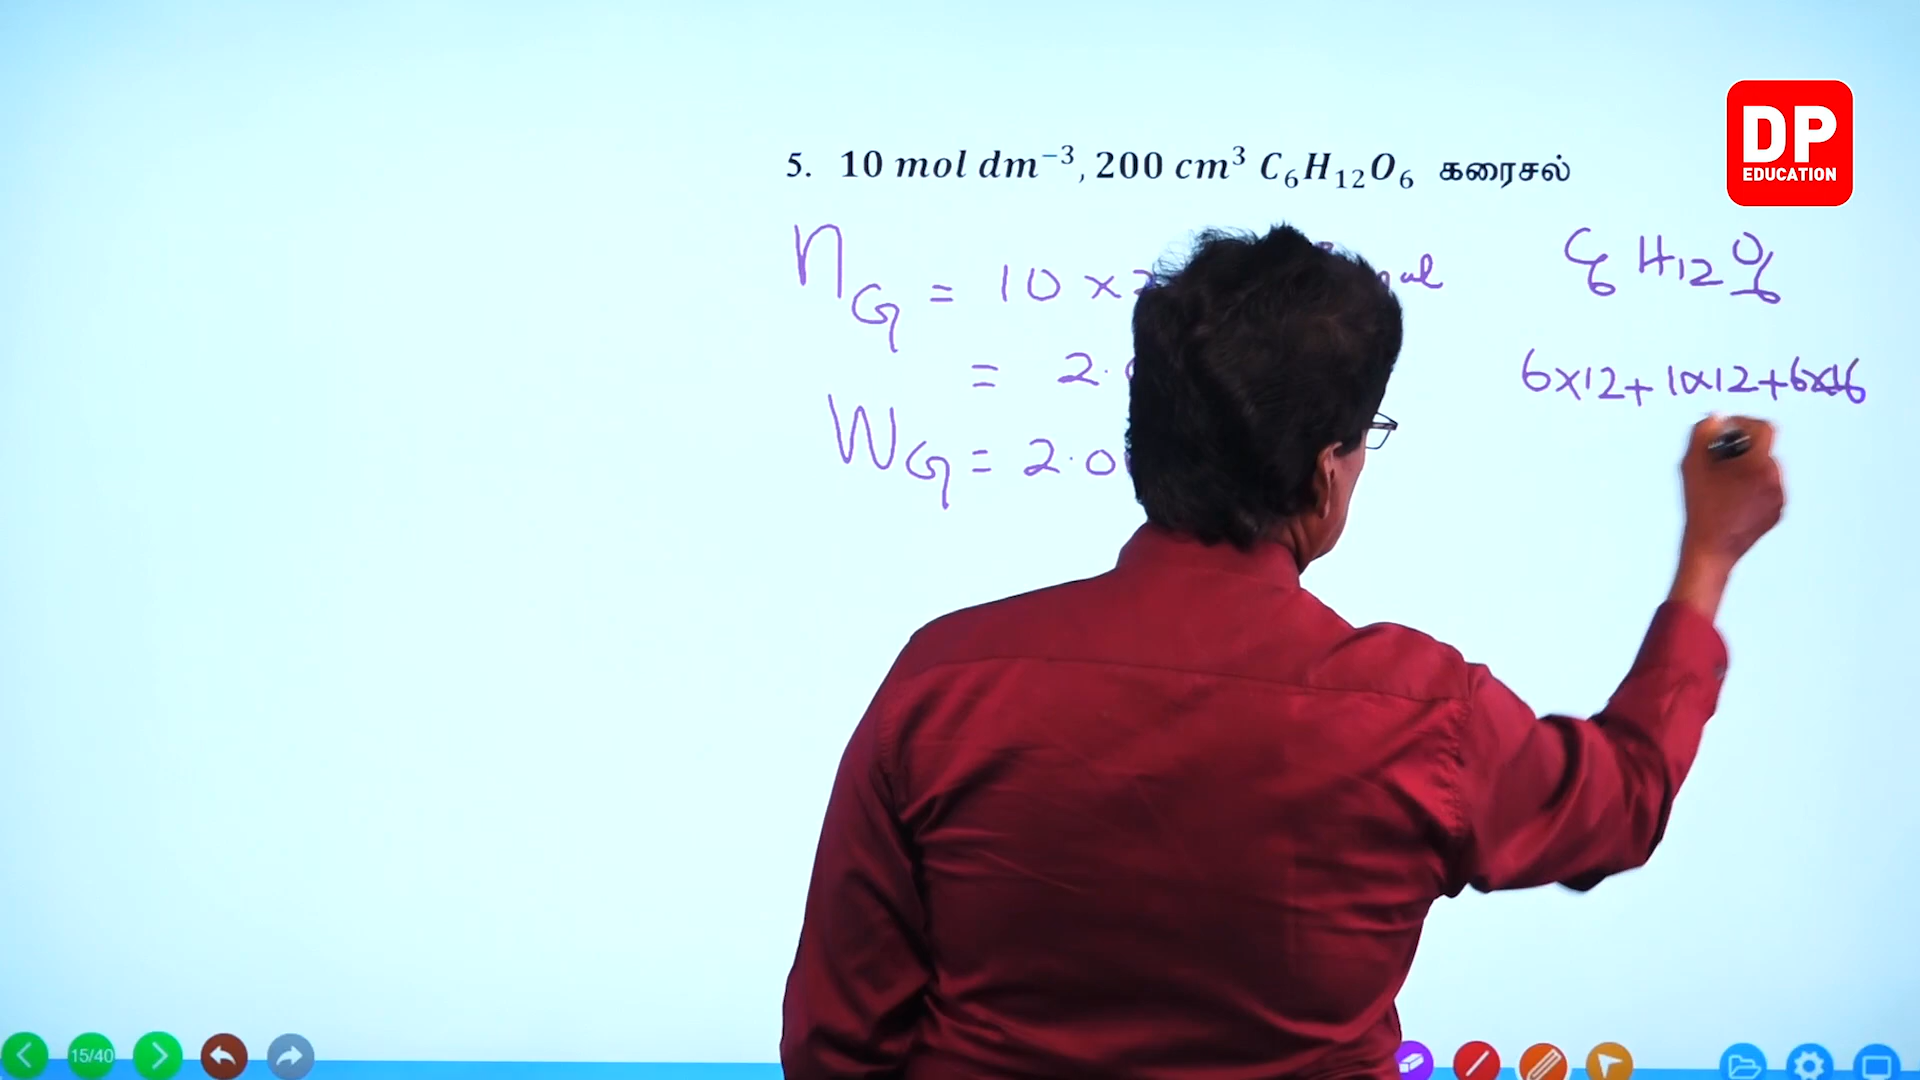 DP
EDUCATION
5. 10 mol dm⁻³, 200 cm³ C₆H₁₂O₆ கரைசல்
C₆H₁₂O₆
n_G = 10 ×
= 2.
6×12+1×12+6×16
W_G = 2.0
15/40